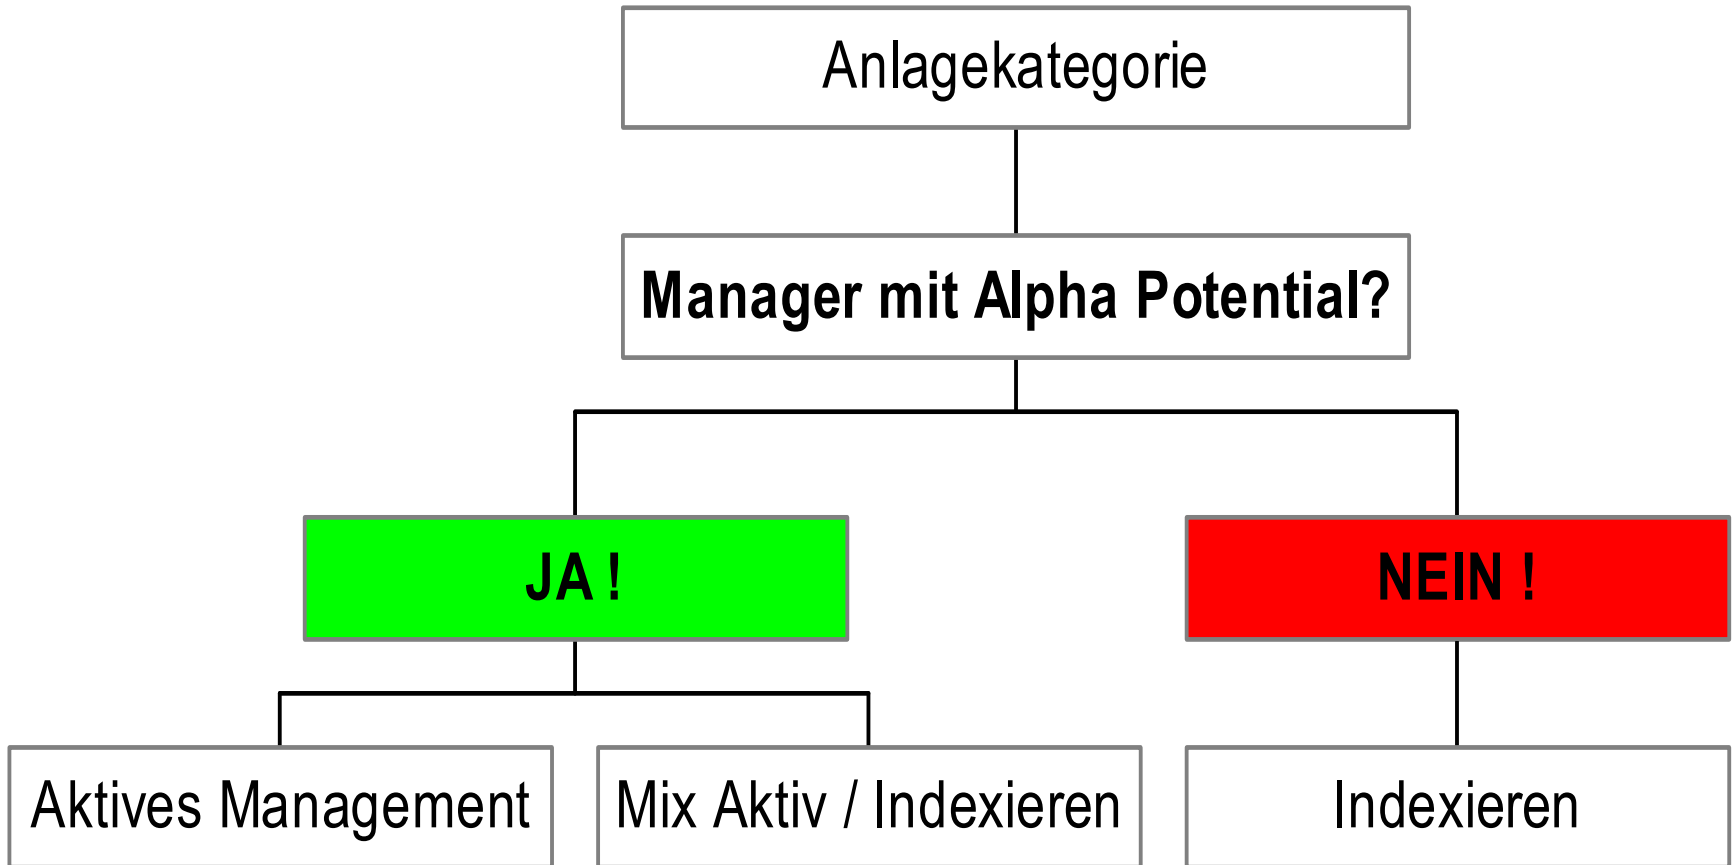 Anlagekategorie
Manager mit Alpha Potential?
JA !
NEIN !
Aktives Management
Mix Aktiv / Indexieren
Indexieren